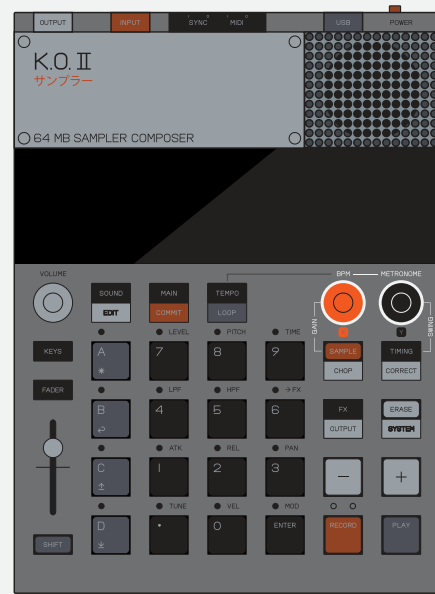 OUTPUT INPUT SYNC MIDI USB POWER
K.O. II
サンプラー
64 MB SAMPLER COMPOSER
VOLUME BPM METRONOME
SOUND MAIN TEMPO
EDIT COMMIT LOOP
GAIN SWING
X Y
LEVEL PITCH TIME
KEYS A 7 8 9 SAMPLE TIMING
CHOP CORRECT
FADER LPF HPF →FX
B 4 5 6 FX ERASE
OUTPUT SYSTEM
ATK REL PAN
C 1 2 3 − +
TUNE VEL MOD
D . 0 ENTER RECORD PLAY
SHIFT